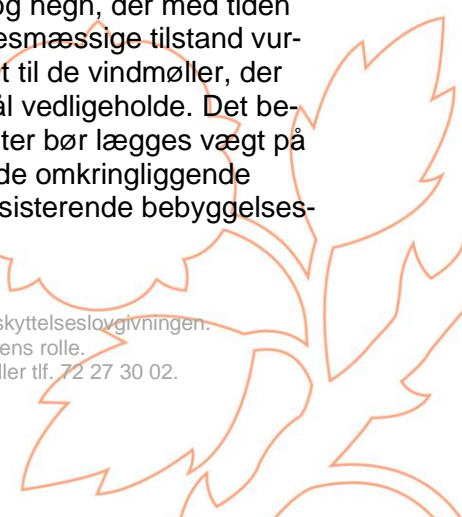 og hegn, der med tiden
esmæssige tilstand vur-
t til de vindmøller, der
ål vedligeholde. Det be-
ter bør lægges vægt på
de omkringliggende
sisterende bebyggelses-
skyttelseslovgivningen.
ens rolle.
ller tlf. 72 27 30 02.